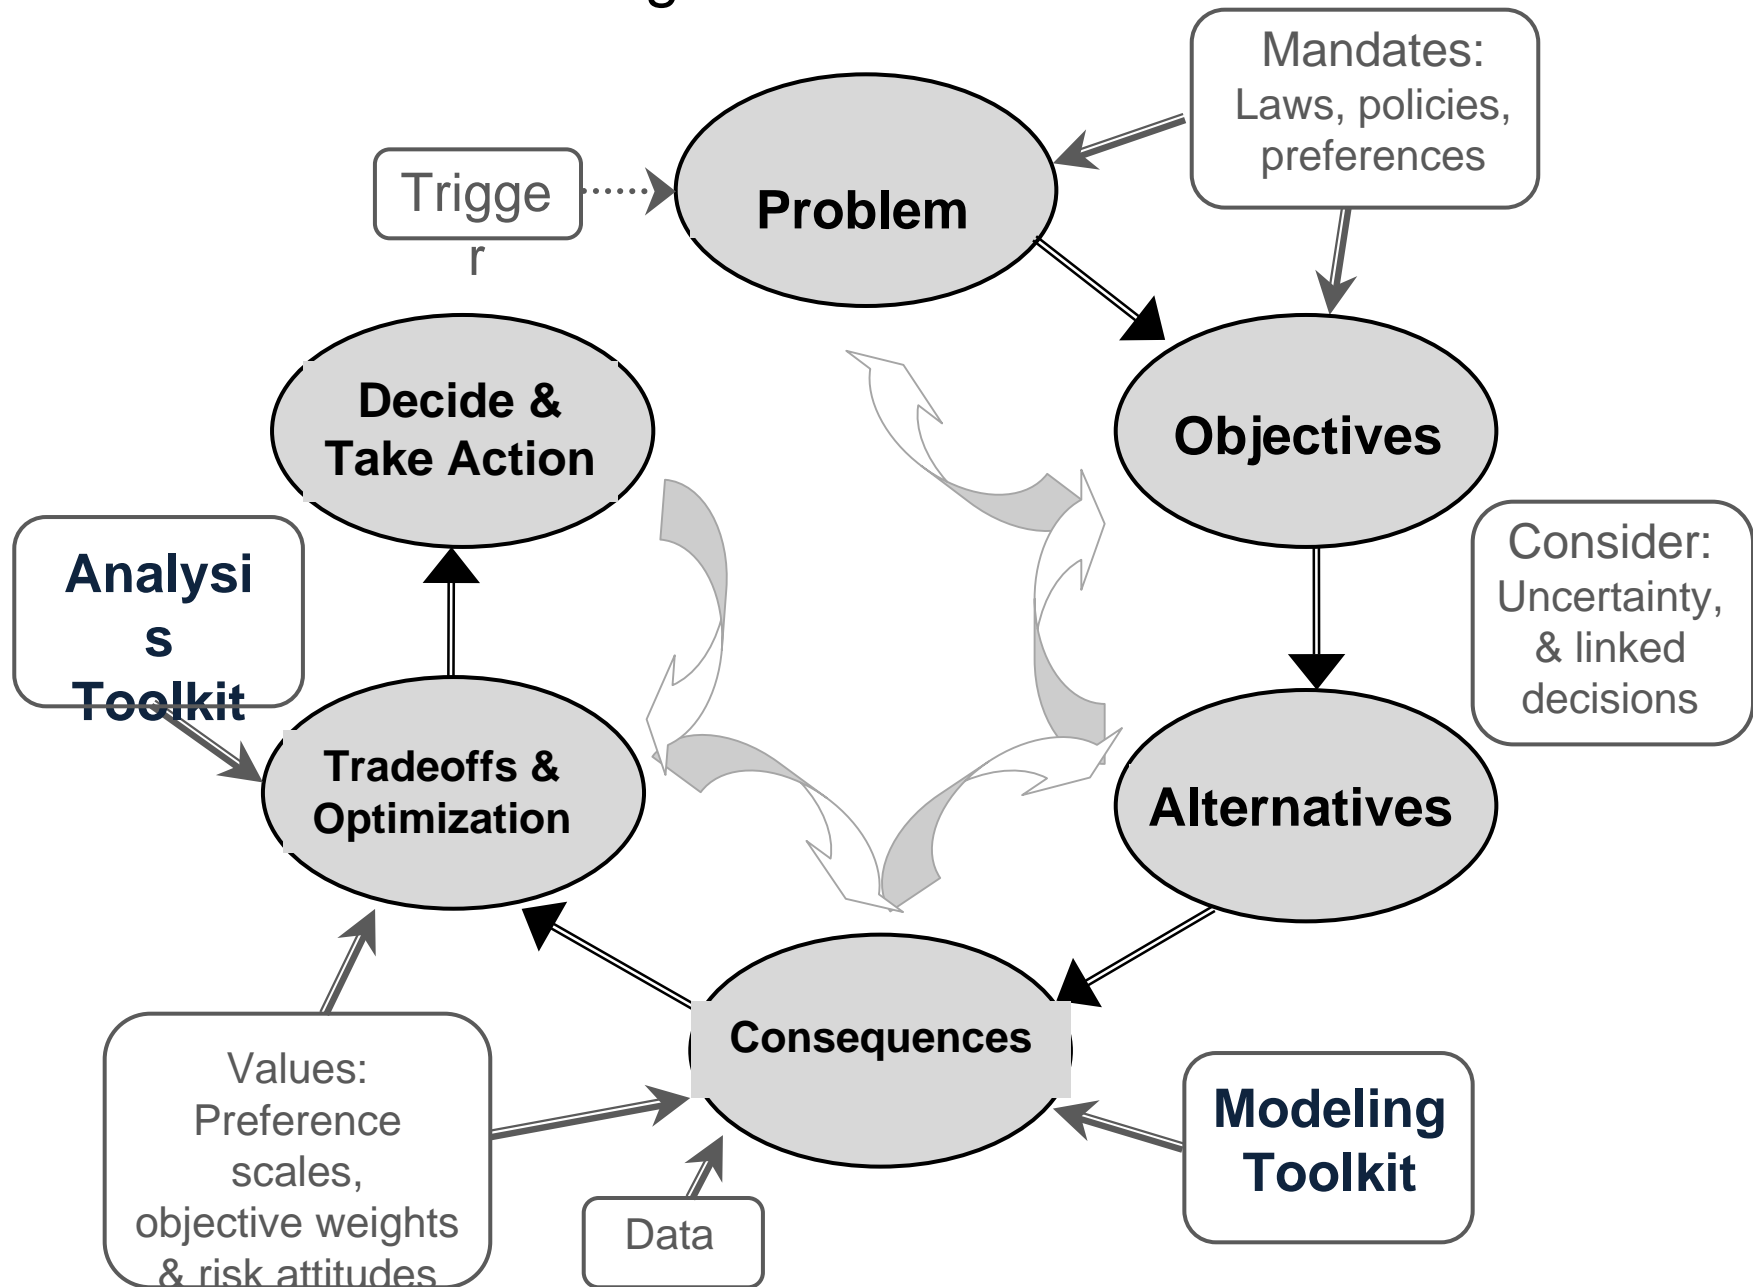 Mandates:
Laws, policies,
preferences
Trigge
r
Problem
Decide &
Take Action
Objectives
Analysi
s
Toolkit
Consider:
Uncertainty,
& linked
decisions
Tradeoffs &
Optimization
Alternatives
Consequences
Values:
Preference
scales,
objective weights
& risk attitudes
Data
Modeling
Toolkit